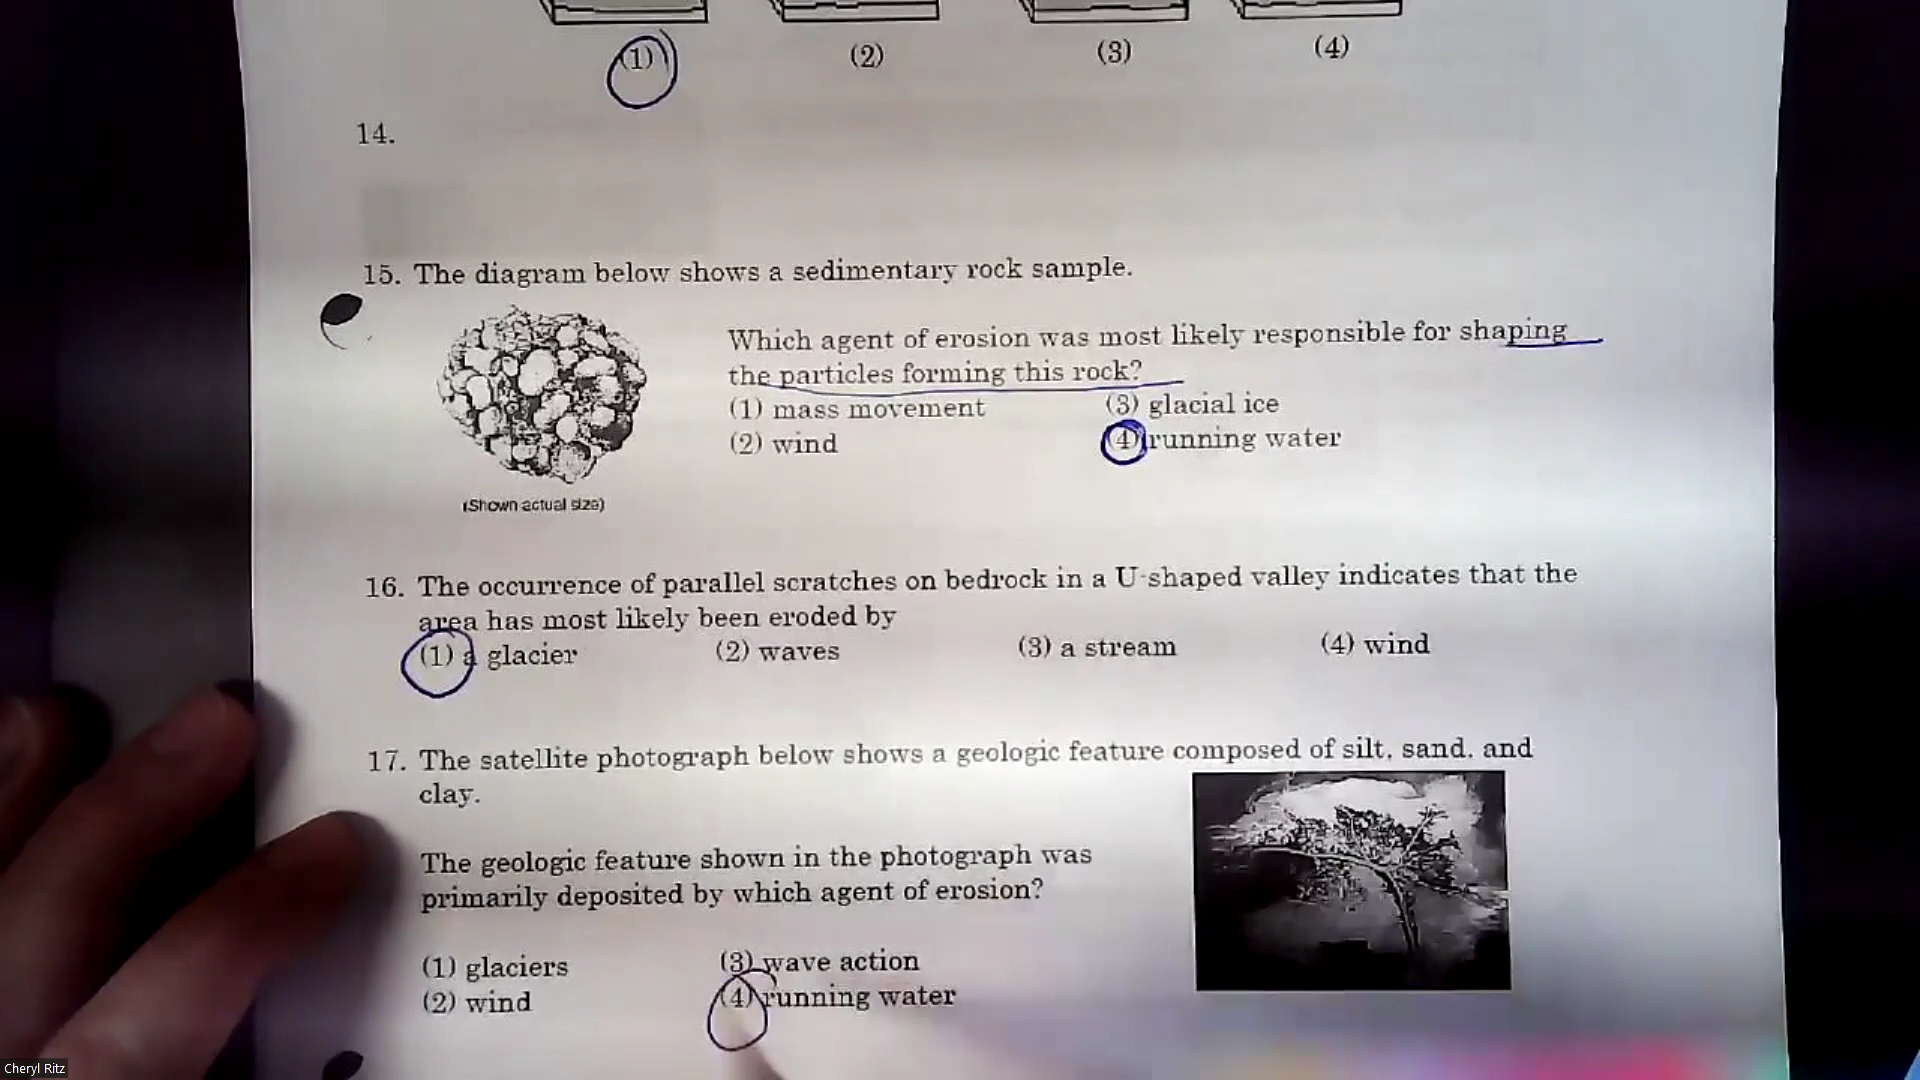 (1) (2) (3) (4)
14.
15. The diagram below shows a sedimentary rock sample.
Which agent of erosion was most likely responsible for shaping
the particles forming this rock?
(1) mass movement (3) glacial ice
(2) wind (4) running water
(Shown actual size)
16. The occurrence of parallel scratches on bedrock in a U-shaped valley indicates that the
area has most likely been eroded by
(1) a glacier (2) waves (3) a stream (4) wind
17. The satellite photograph below shows a geologic feature composed of silt, sand, and
clay.
The geologic feature shown in the photograph was
primarily deposited by which agent of erosion?
(1) glaciers (3) wave action
(2) wind (4) running water
Cheryl Ritz